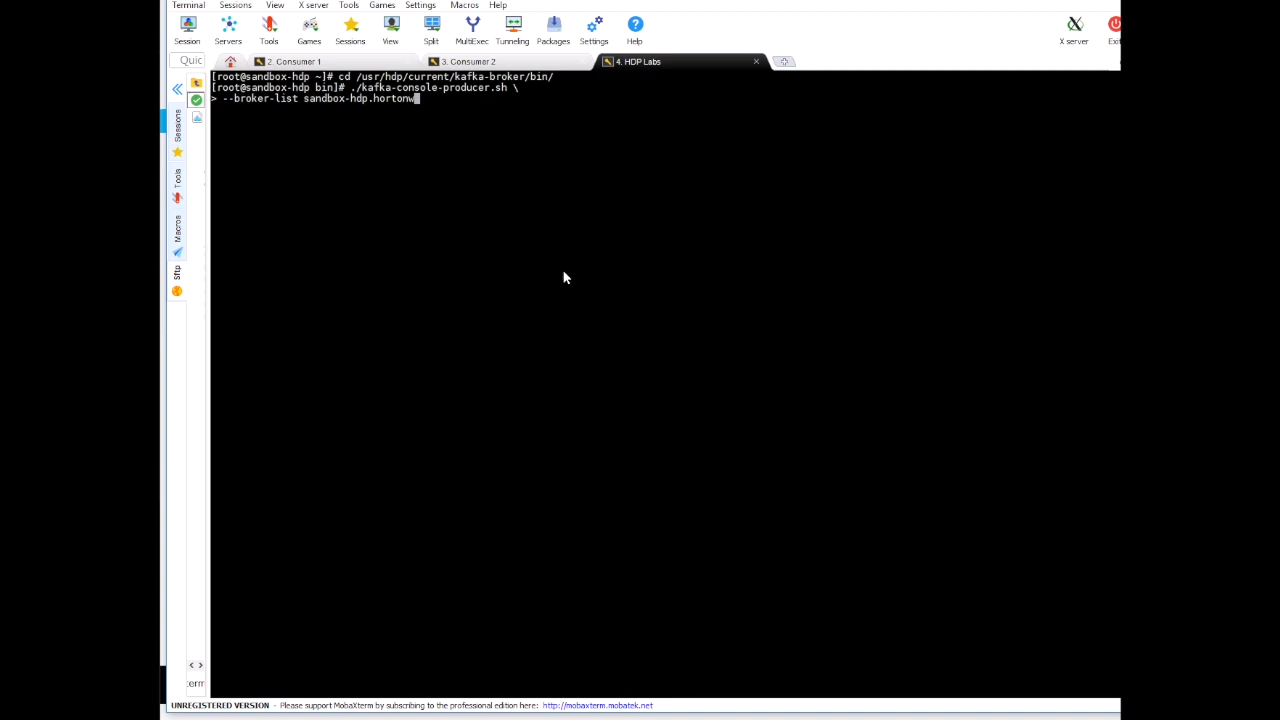 Terminal Sessions View X server Tools Games Settings Macros Help
Session Servers Tools Games Sessions View Split MultiExec Tunneling Packages Settings Help X server Exit
Quic 2. Consumer 1 3. Consumer 2 4. HDP Labs
[root@sandbox-hdp ~]# cd /usr/hdp/current/kafka-broker/bin/
[root@sandbox-hdp bin]# ./kafka-console-producer.sh \
> --broker-list sandbox-hdp.hortonw
Sessions
Tools
Macros
Sftp
term
UNREGISTERED VERSION - Please support MobaXterm by subscribing to the professional edition here: http://mobaxterm.mobatek.net